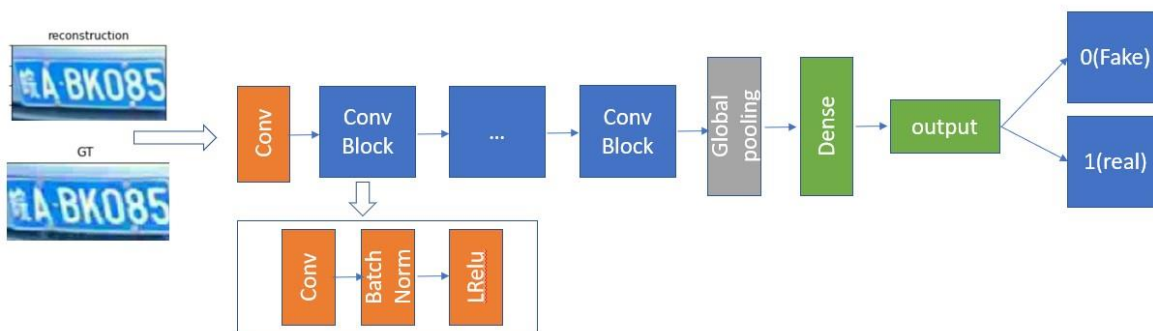 reconstruction
皖A·BK085
GT
皖A·BK085
Conv
Conv
Block
...
Conv
Block
Global
pooling
Dense
output
0(Fake)
1(real)
Conv
Batch
Norm
LRelu